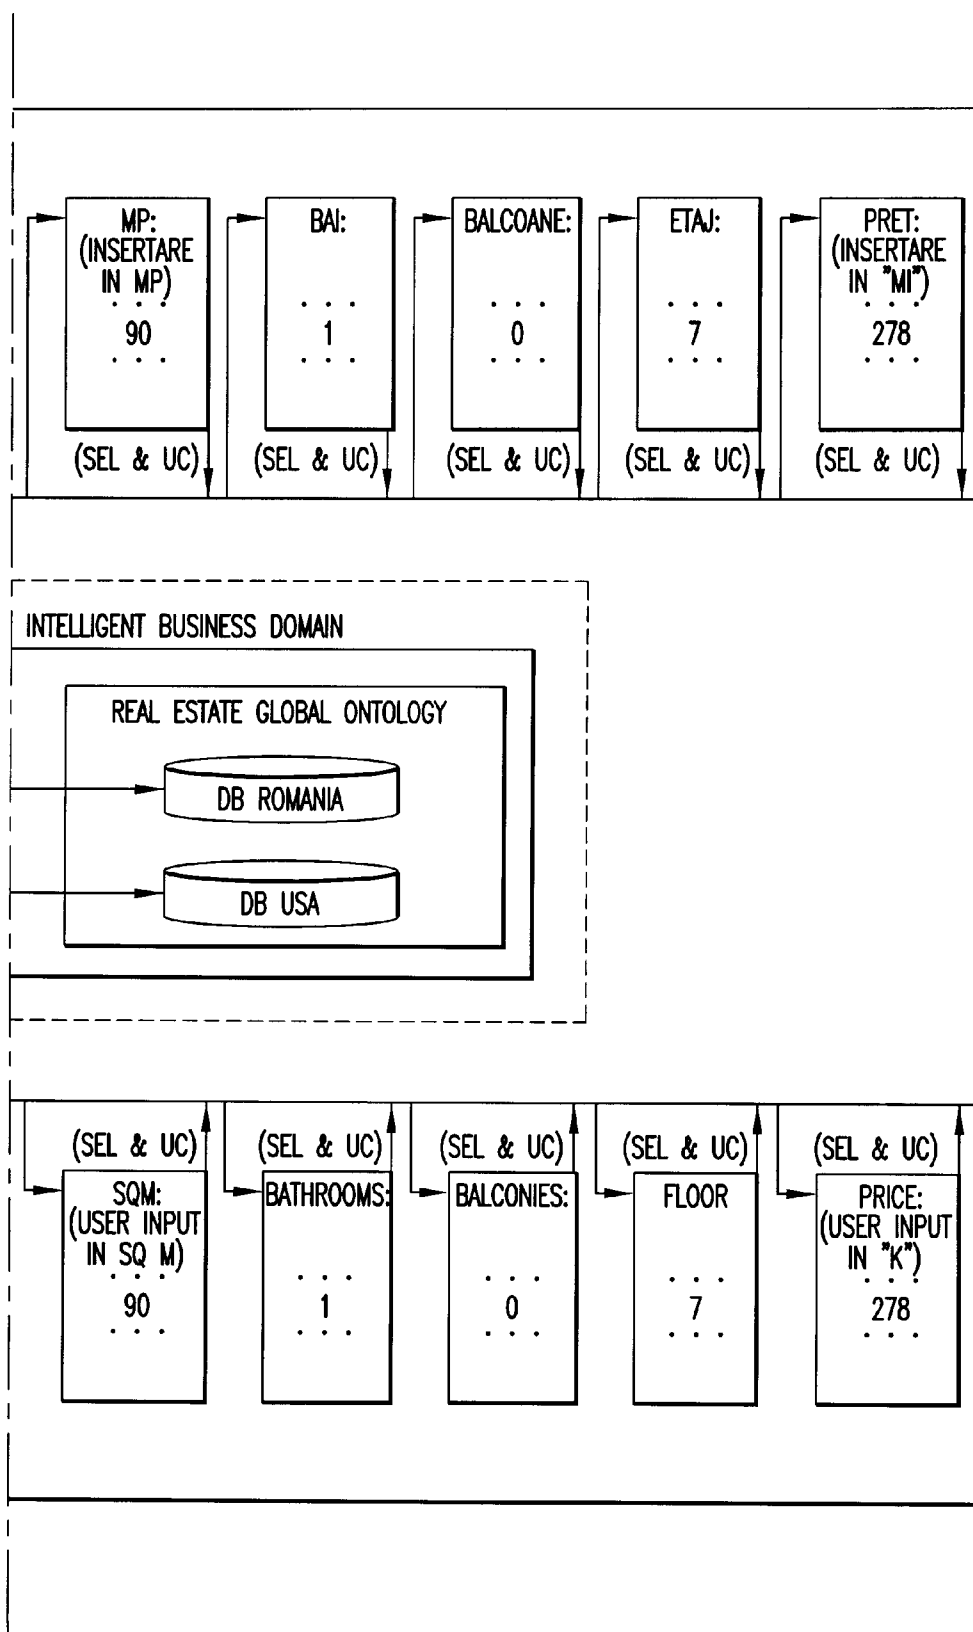 MP:
(INSERTARE
IN MP)
. . .
90
. . .
BAI:
. . .
1
. . .
BALCOANE:
. . .
0
. . .
ETAJ:
. . .
7
. . .
PRET:
(INSERTARE
IN "MI")
. . .
278
. . .
(SEL & UC)
(SEL & UC)
(SEL & UC)
(SEL & UC)
(SEL & UC)
INTELLIGENT BUSINESS DOMAIN
REAL ESTATE GLOBAL ONTOLOGY
DB ROMANIA
DB USA
(SEL & UC)
(SEL & UC)
(SEL & UC)
(SEL & UC)
(SEL & UC)
SQM:
(USER INPUT
IN SQ M)
. . .
90
. . .
BATHROOMS:
. . .
1
. . .
BALCONIES:
. . .
0
. . .
FLOOR
. . .
7
. . .
PRICE:
(USER INPUT
IN "K")
. . .
278
. . .